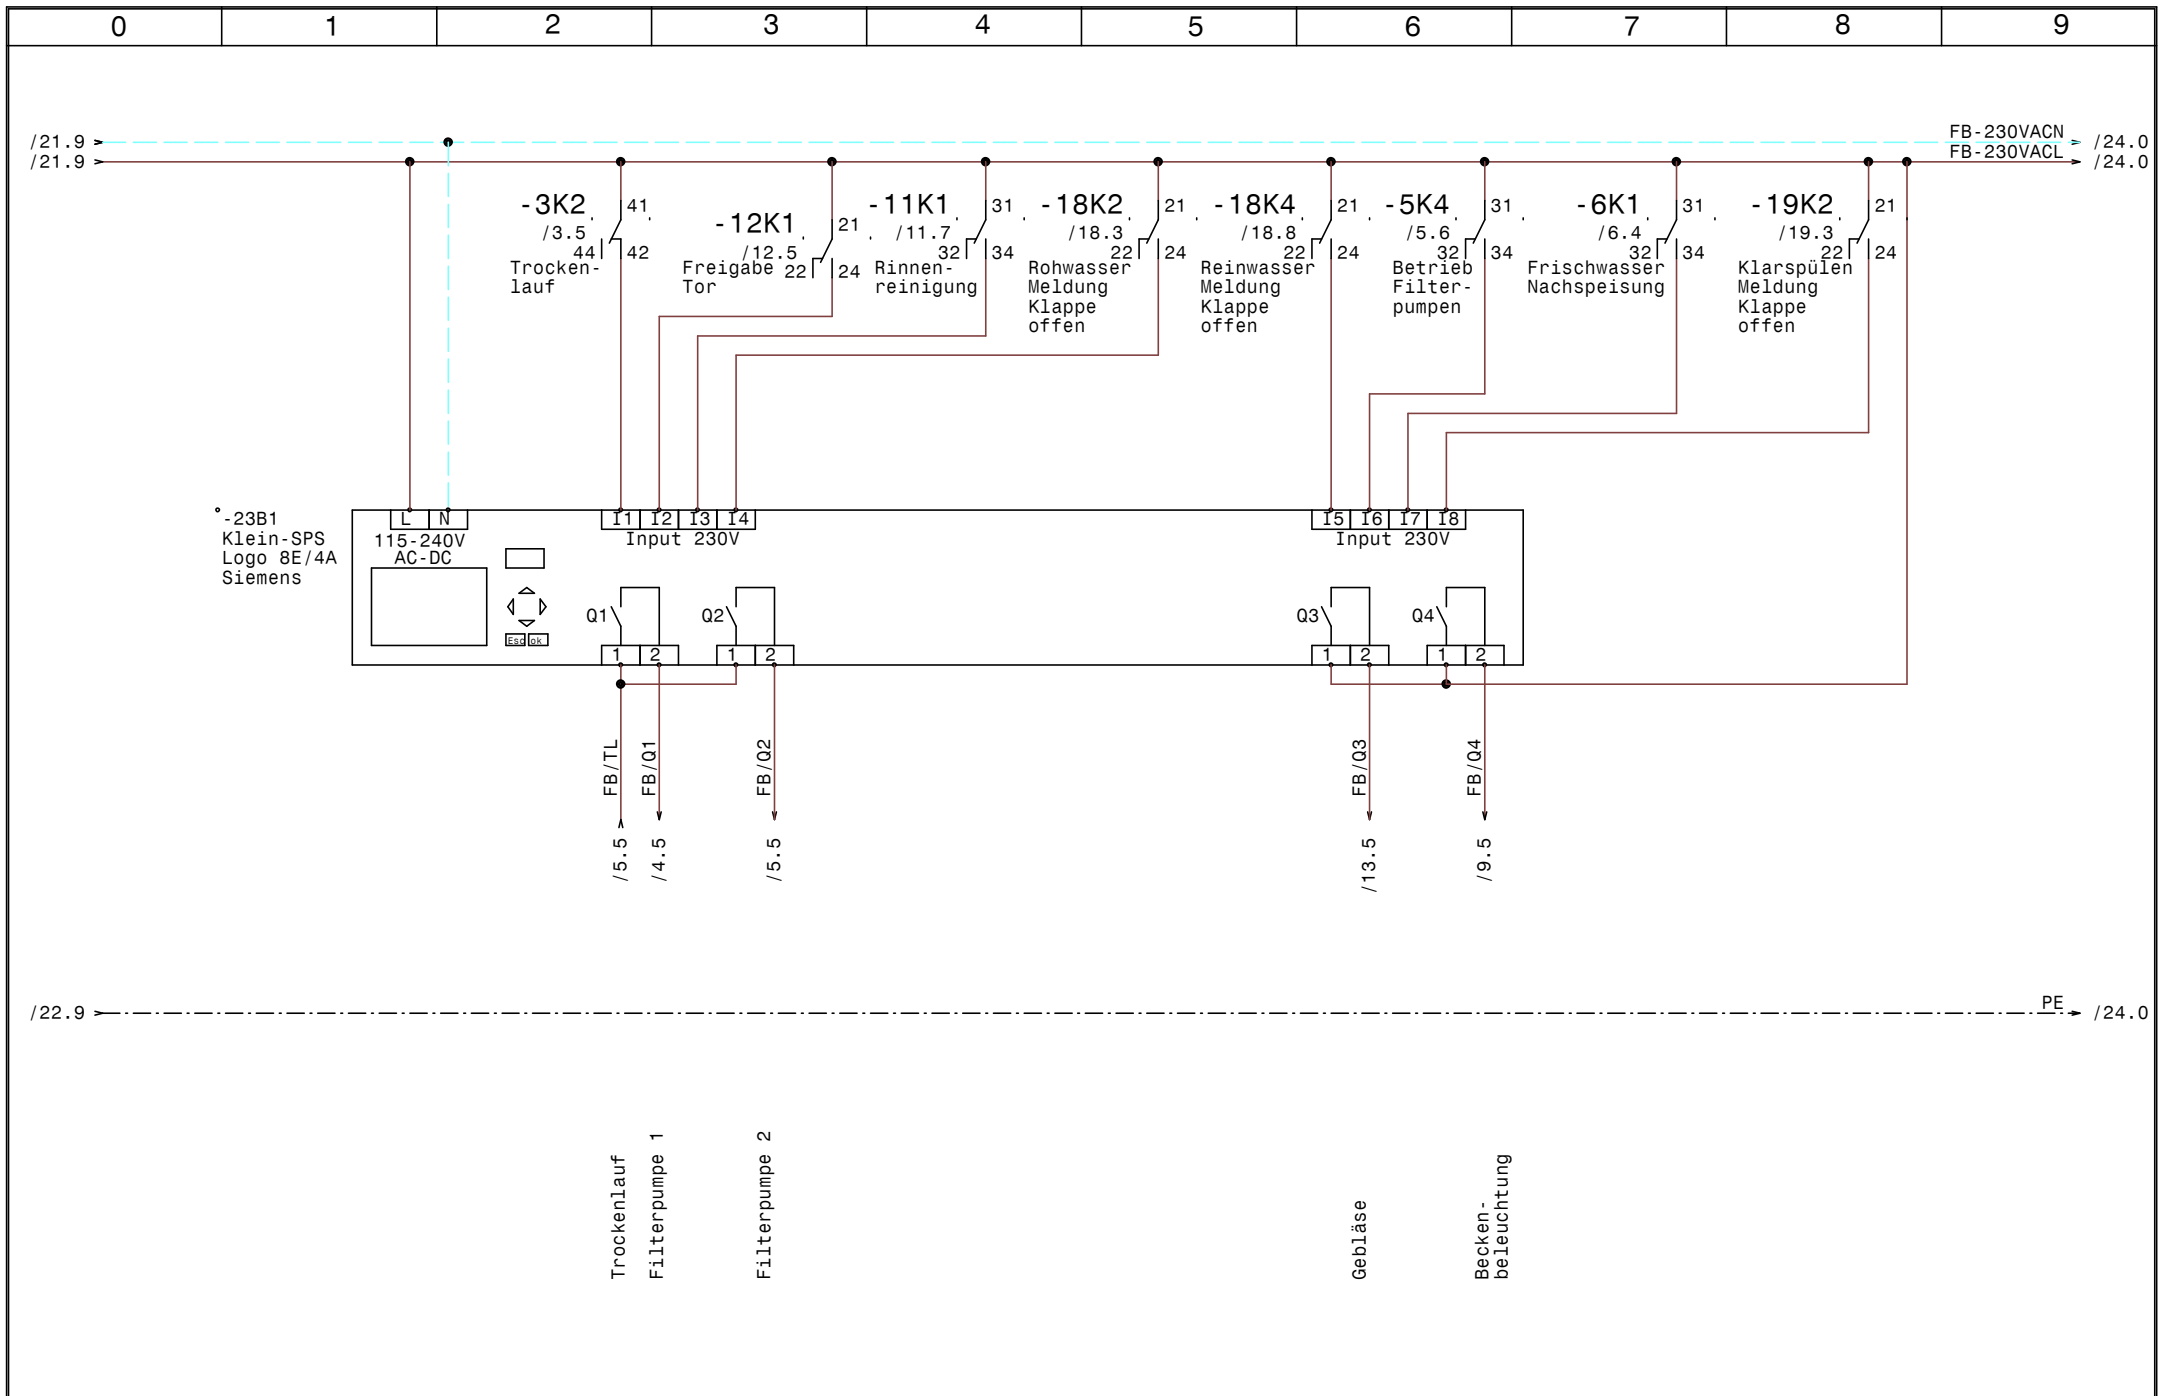 0 1 2 3 4 5 6 7 8 9
/21.9 FB-230VACN /24.0
/21.9 FB-230VACL /24.0
-3K2 41
/3.5
44 42
Trocken-
lauf
-12K1 21
/12.5
22 24
Freigabe
Tor
-11K1 31
/11.7
32 34
Rinnen-
reinigung
-18K2 21
/18.3
22 24
Rohwasser
Meldung
Klappe
offen
-18K4 21
/18.8
22 24
Reinwasser
Meldung
Klappe
offen
-5K4 31
/5.6
32 34
Betrieb
Filter-
pumpen
-6K1 31
/6.4
32 34
Frischwasser
Nachspeisung
-19K2 21
/19.3
22 24
Klarspülen
Meldung
Klappe
offen
-23B1
Klein-SPS
Logo 8E/4A
Siemens
L N
115-240V
AC-DC
I1 I2 I3 I4
Input 230V
I5 I6 I7 I8
Input 230V
Esc ok
Q1 Q2 Q3 Q4
1 2 1 2 1 2 1 2
FB/TL
FB/Q1
FB/Q2
FB/Q3
FB/Q4
/5.5
/4.5
/5.5
/13.5
/9.5
/22.9 PE /24.0
Trockenlauf
Filterpumpe 1
Filterpumpe 2
Gebläse
Becken-
beleuchtung